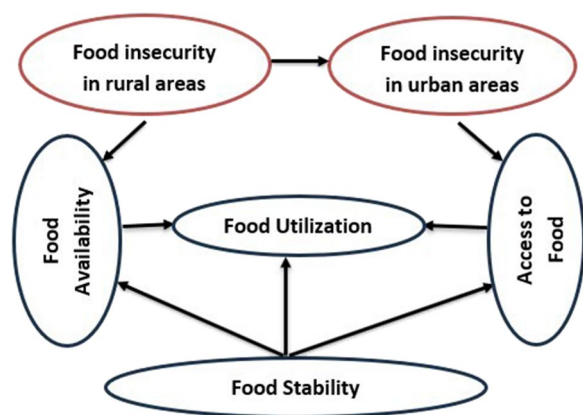 Food insecurity
in rural areas
Food insecurity
in urban areas
Food
Availability
Food Utilization
Access to
Food
Food Stability